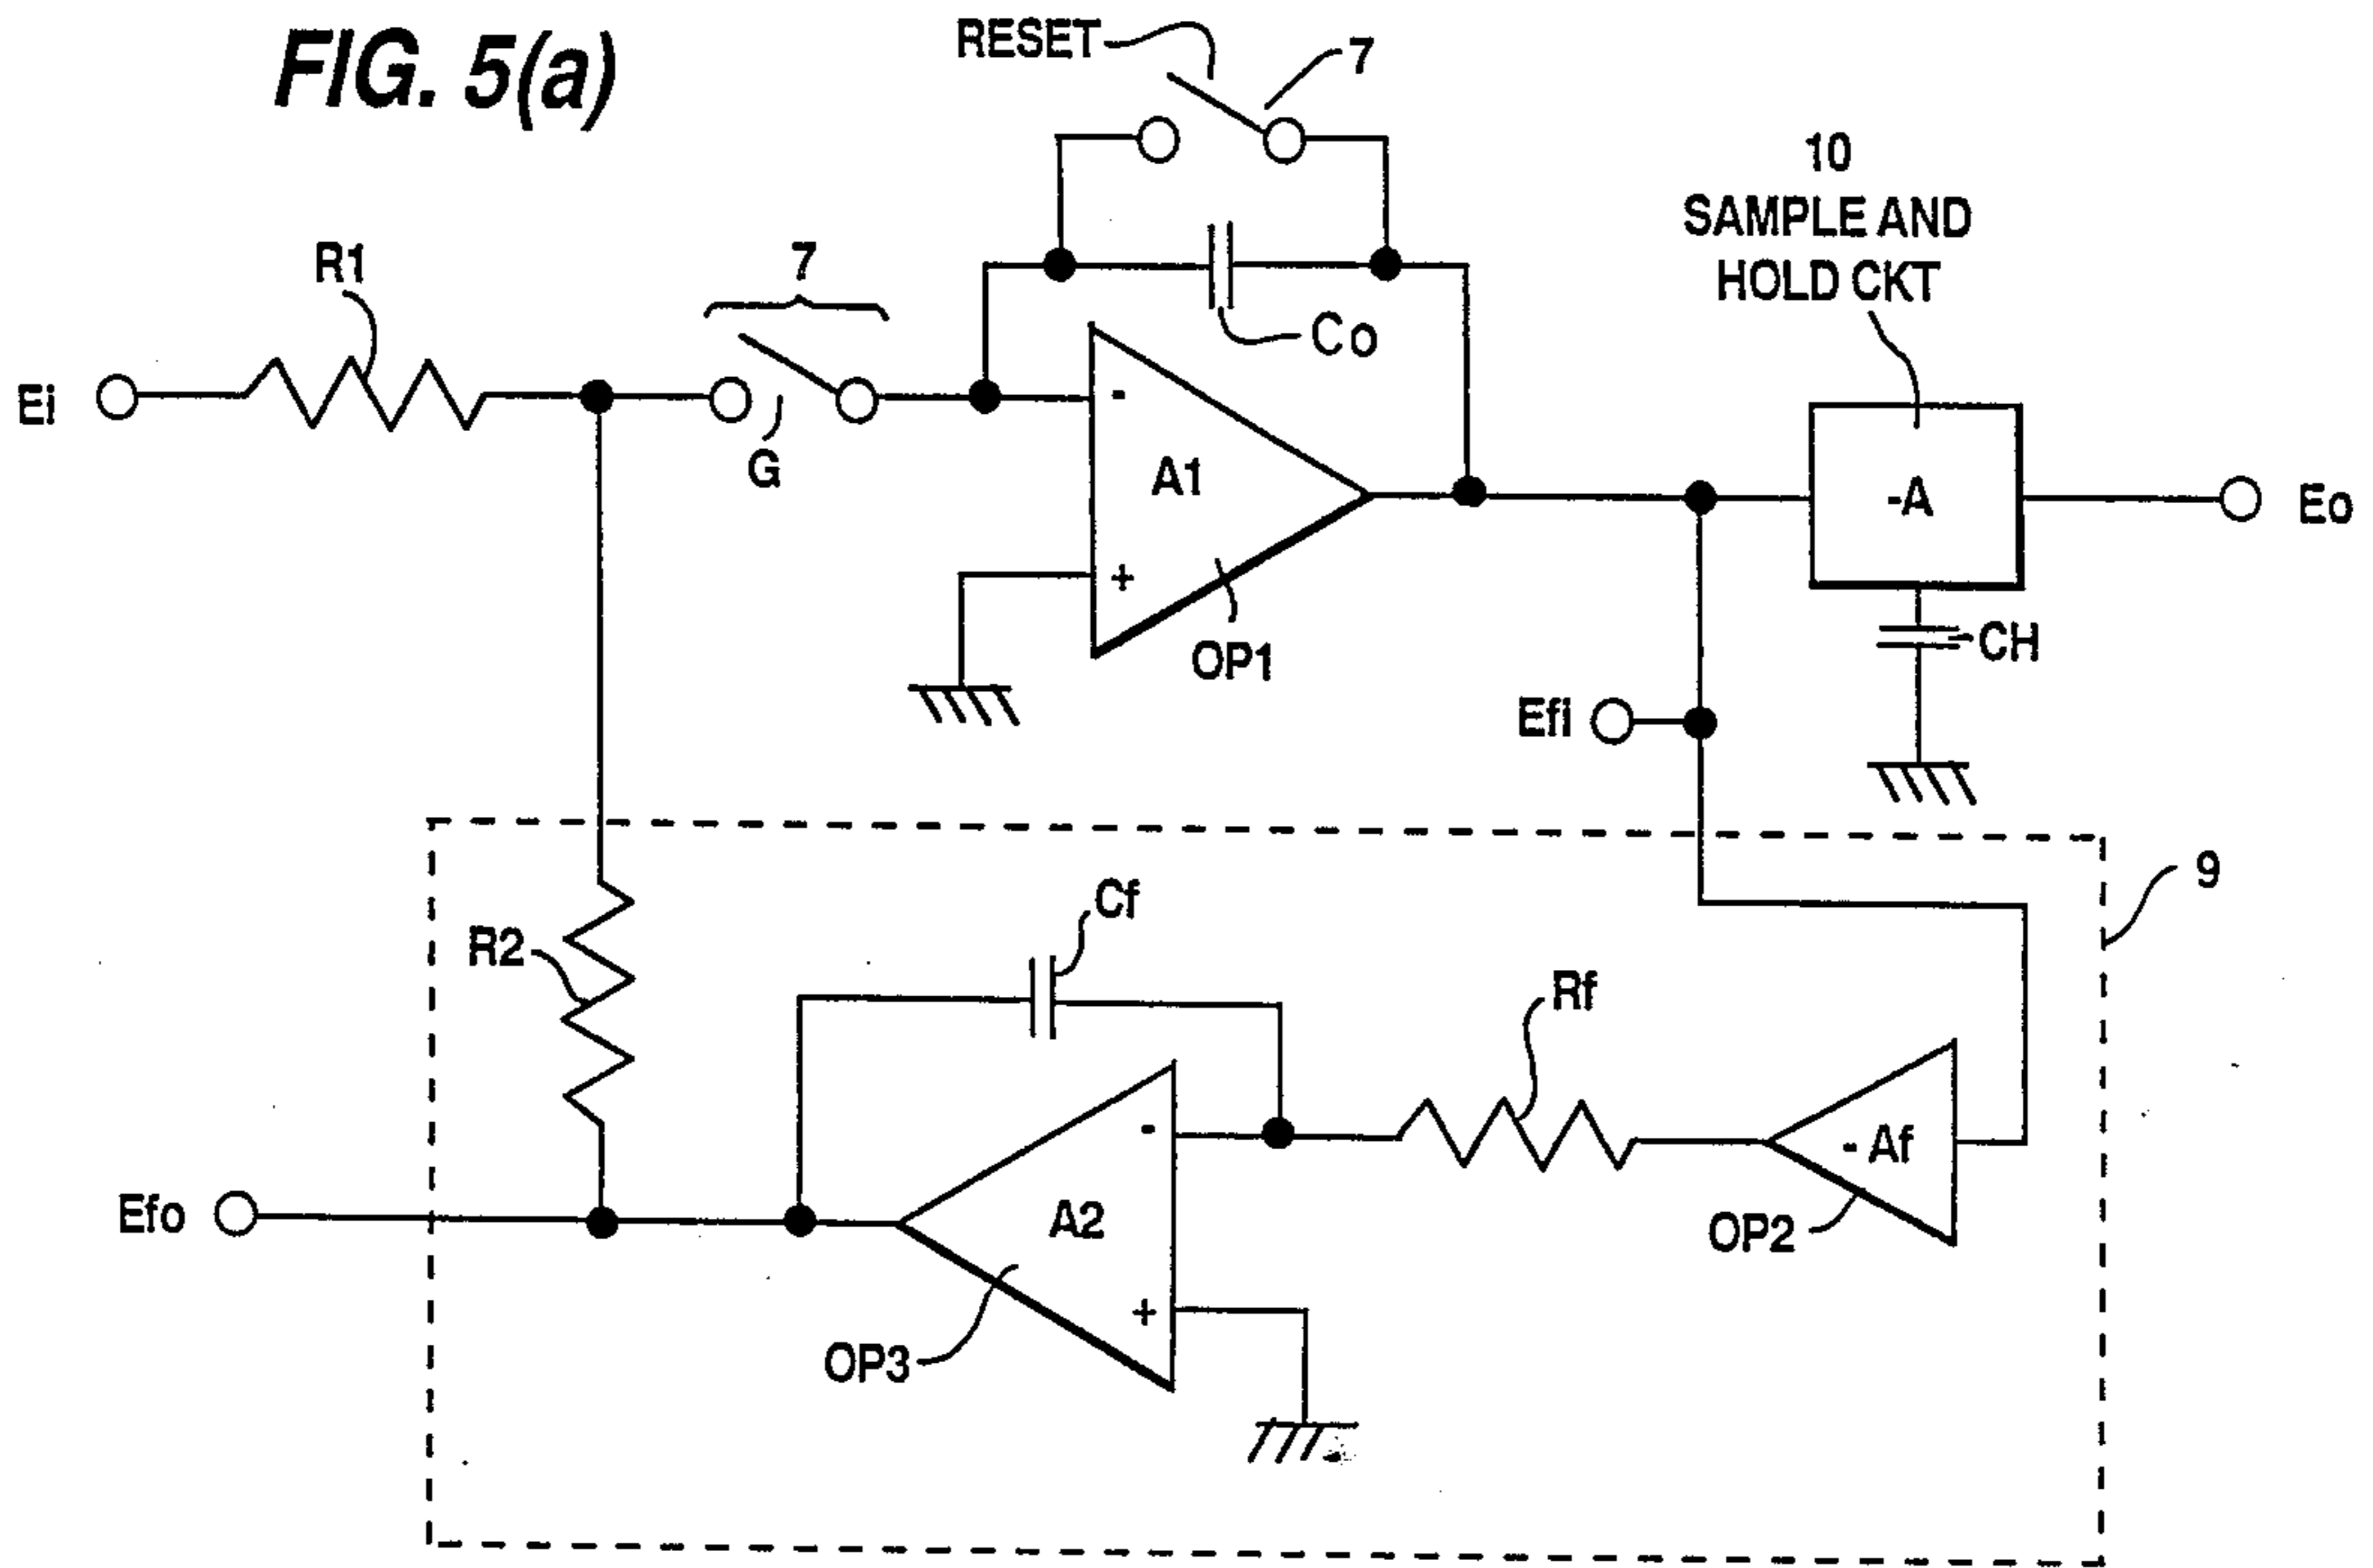 FIG. 5(a)
RESET
7
10
SAMPLE AND
HOLD CKT
R1
7
Co
Ei
-
G
A1
-A
Eo
+
OP1
CH
Efi
9
Cf
R2
Rf
-
- Af
Efo
A2
OP2
+
OP3